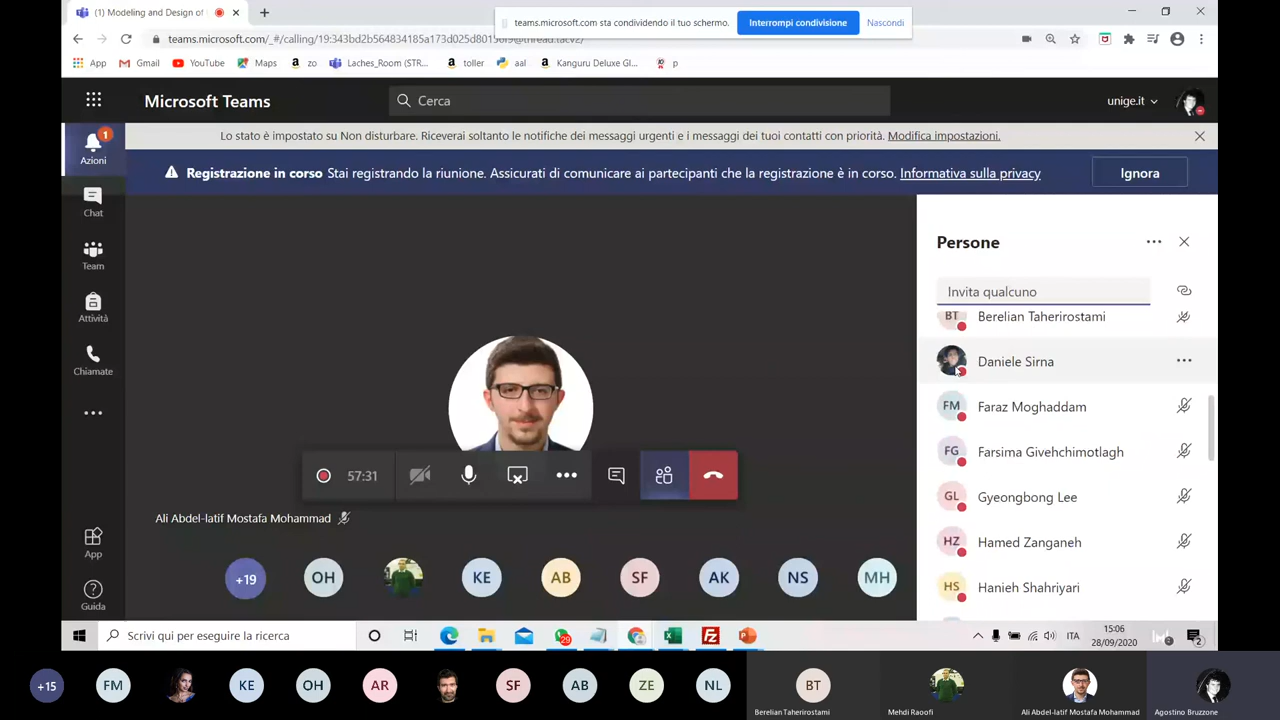 (1) Modeling and Design of
teams.microsoft.com sta condividendo il tuo schermo.
Interrompi condivisione
Nascondi
App
Gmail
YouTube
Maps
zo
Laches_Room (STR...
toller
aal
Kanguru Deluxe Gl...
p
Microsoft Teams
Cerca
unige.it
Lo stato è impostato su Non disturbare. Riceverai soltanto le notifiche dei messaggi urgenti e i messaggi dei tuoi contatti con priorità. Modifica impostazioni.
1
Azioni
Registrazione in corso Stai registrando la riunione. Assicurati di comunicare ai partecipanti che la registrazione è in corso. Informativa sulla privacy
Ignora
Chat
Team
Attività
Chiamate
App
Guida
Persone
Invita qualcuno
BT Berelian Taherirostami
Daniele Sirna
FM Faraz Moghaddam
FG Farsima Givehchimotlagh
GL Gyeongbong Lee
HZ Hamed Zanganeh
HS Hanieh Shahriyari
57:31
Ali Abdel-latif Mostafa Mohammad
+19 OH KE AB SF AK NS MH
Scrivi qui per eseguire la ricerca
29
ITA
15:06
28/09/2020
2
+15 FM KE OH AR SF AB ZE NL BT
Berelian Taherirostami
Mehdi Raoofi
Ali Abdel-latif Mostafa Mohammad
Agostino Bruzzone